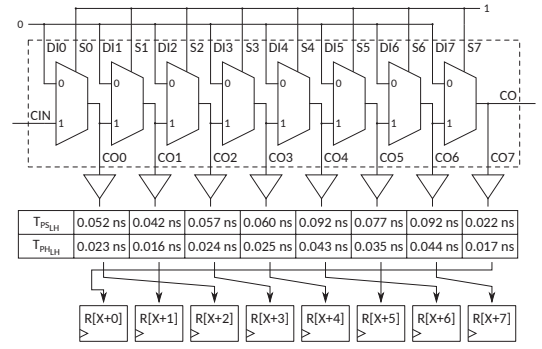 1
0
DI0 S0 DI1 S1 DI2 S2 DI3 S3 DI4 S4 DI5 S5 DI6 S6 DI7 S7
0 0 0 0 0 0 0 0
CIN CO
1 1 1 1 1 1 1 1
CO0 CO1 CO2 CO3 CO4 CO5 CO6 CO7
TPSLH 0.052 ns 0.042 ns 0.057 ns 0.060 ns 0.092 ns 0.077 ns 0.092 ns 0.022 ns
TPHLH 0.023 ns 0.016 ns 0.024 ns 0.025 ns 0.043 ns 0.035 ns 0.044 ns 0.017 ns
R[X+0] R[X+1] R[X+2] R[X+3] R[X+4] R[X+5] R[X+6] R[X+7]